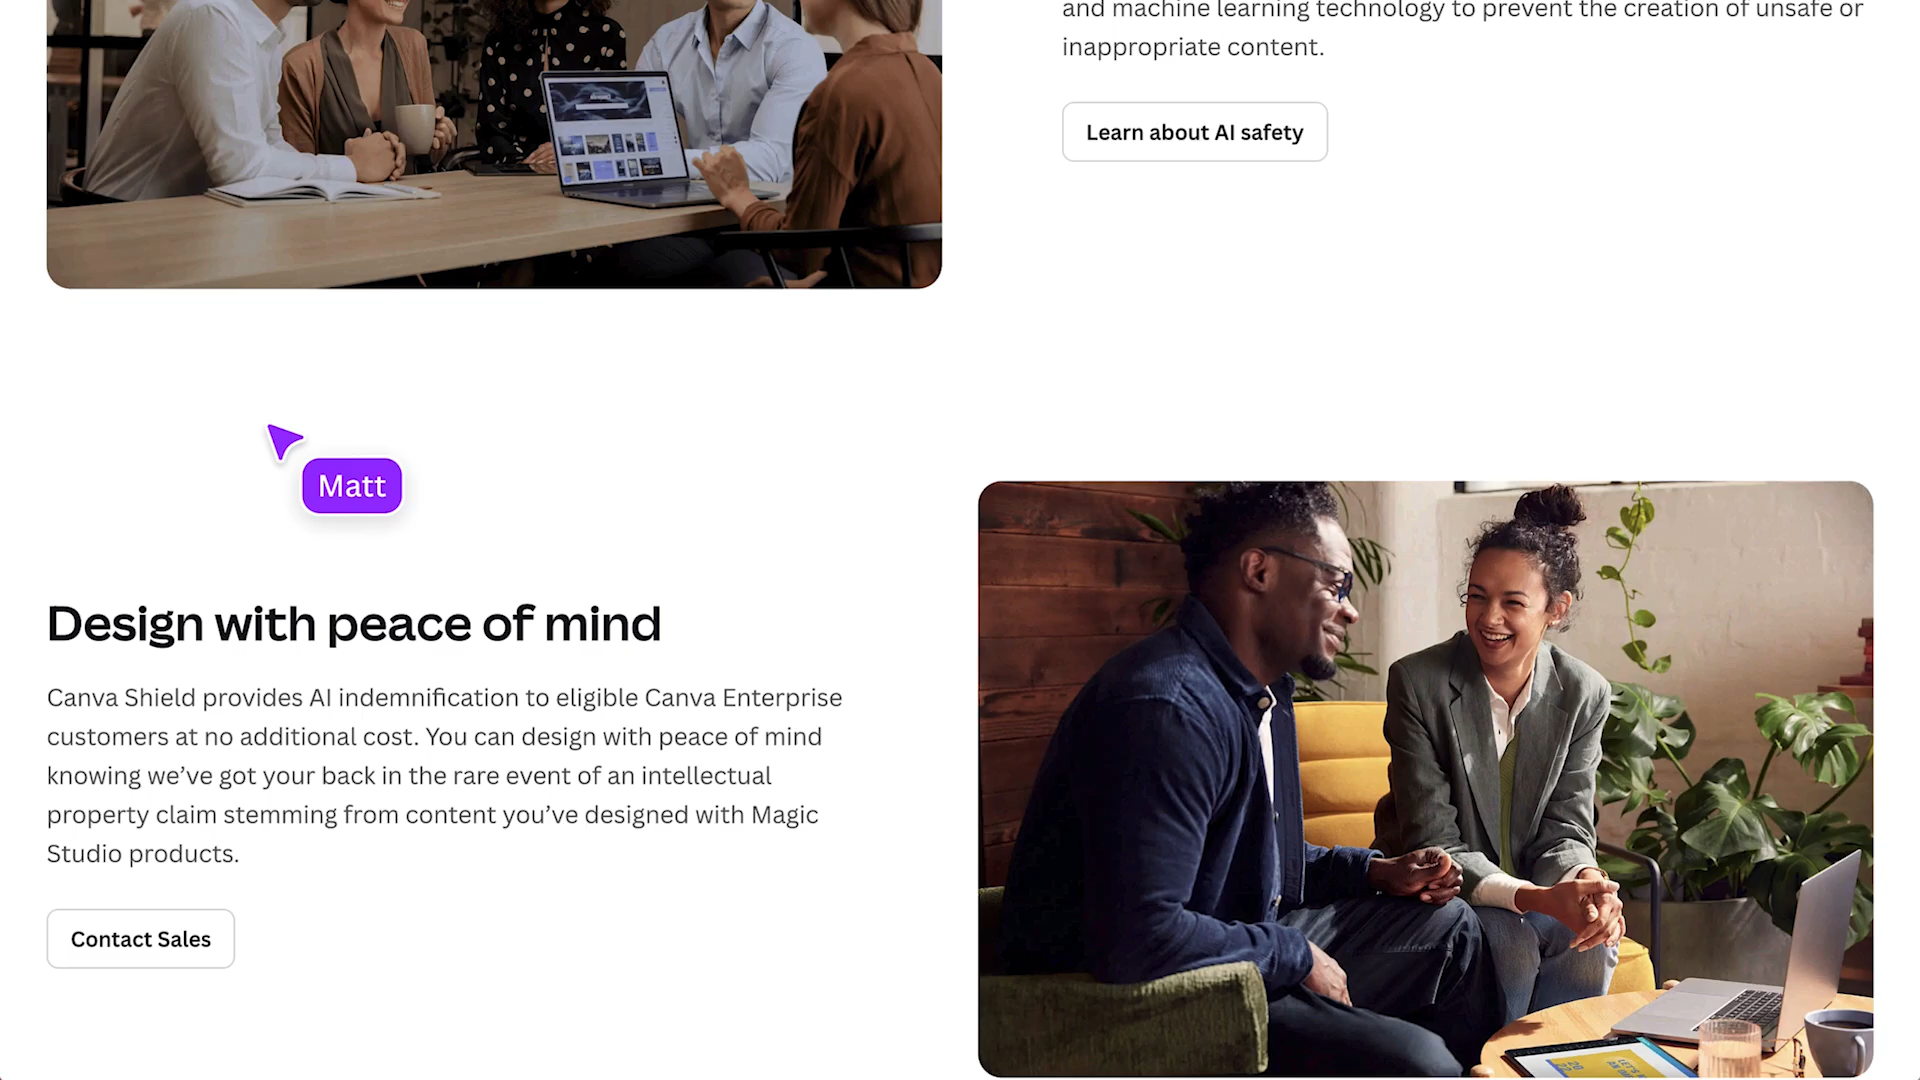 and machine learning technology to prevent the creation of unsafe or
inappropriate content.
Learn about AI safety
Matt
Design with peace of mind
Canva Shield provides AI indemnification to eligible Canva Enterprise
customers at no additional cost. You can design with peace of mind
knowing we’ve got your back in the rare event of an intellectual
property claim stemming from content you’ve designed with Magic
Studio products.
Contact Sales